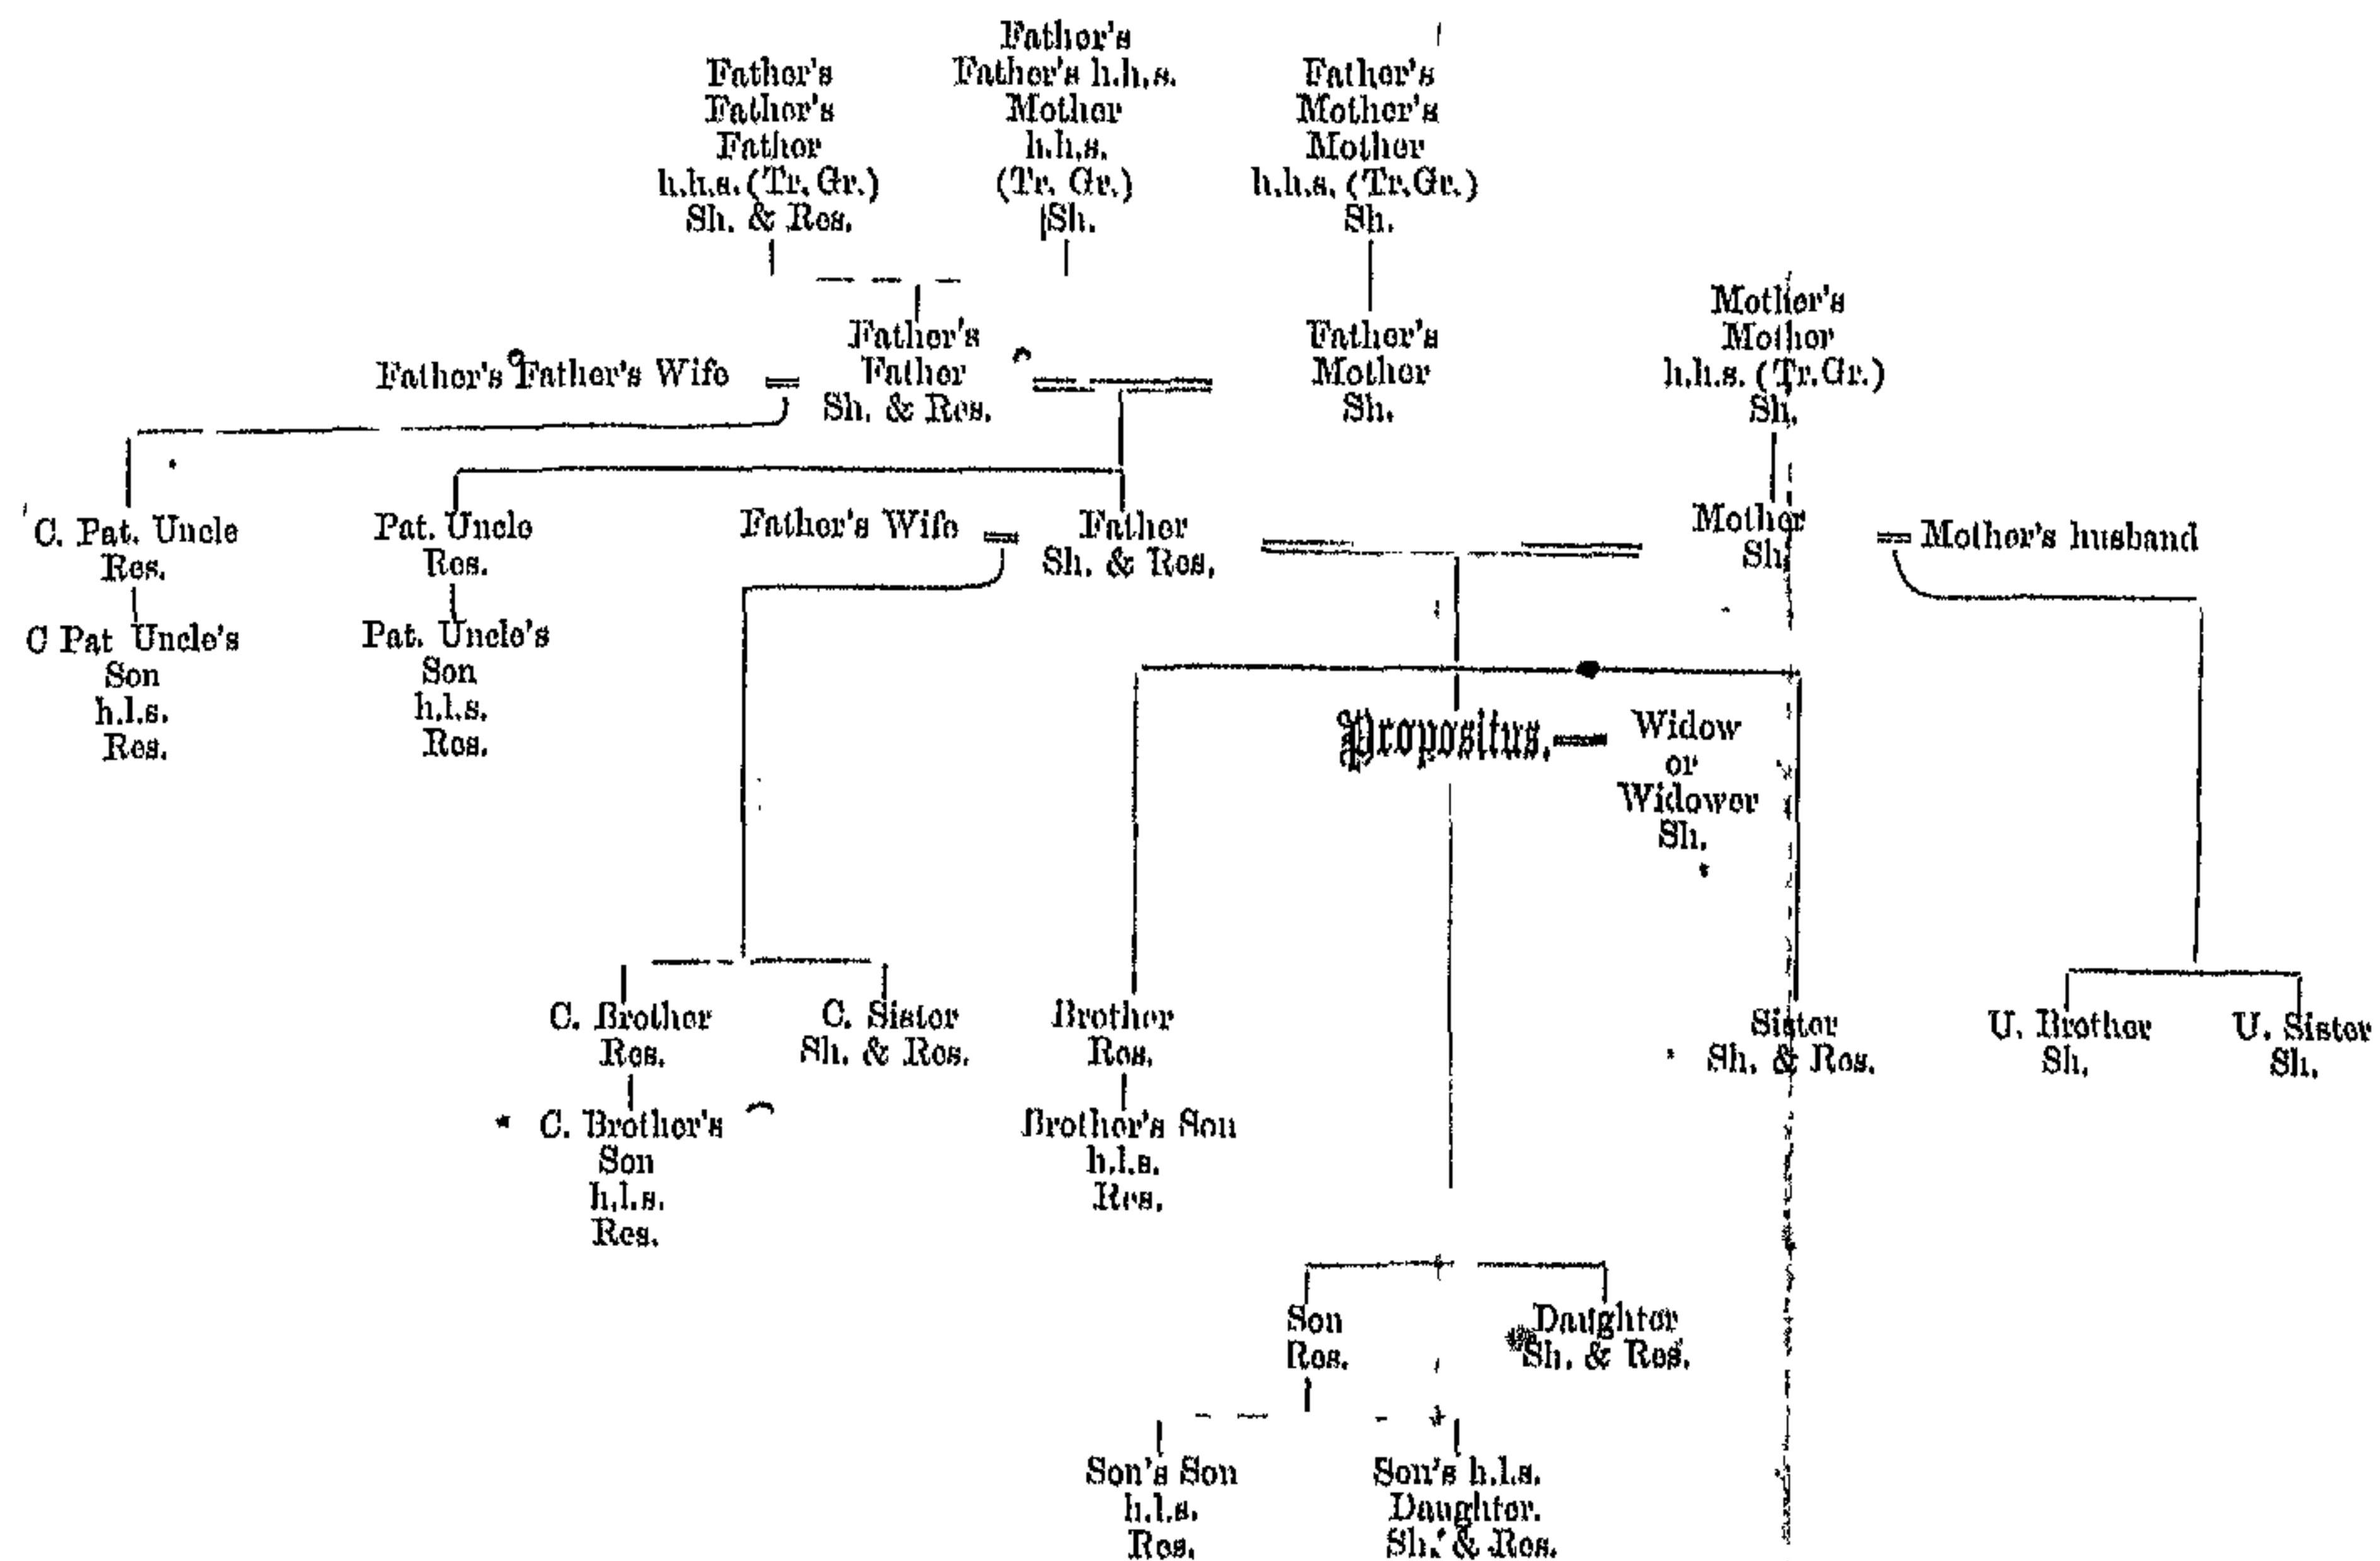 Father's
Father's
Father
h.h.s. (Tr. Gr.)
Sh. & Res.
Father's
Father's h.h.s.
Mother
h.h.s.
(Tr. Gr.)
Sh.
Father's
Mother's
Mother
h.h.s. (Tr.Gr.)
Sh.
Father's Father's Wife
Father's
Father
Sh. & Res.
Father's
Mother
Sh.
Mother's
Mother
h.h.s. (Tr.Gr.)
Sh.
C. Pat. Uncle
Res.
Pat. Uncle
Res.
Father's Wife
Father
Sh. & Res.
Mother
Sh.
Mother's husband
C Pat Uncle's
Son
h.l.s.
Res.
Pat. Uncle's
Son
h.l.s.
Res.
Propositus.
Widow
or
Widower
Sh.
C. Brother
Res.
C. Sister
Sh. & Res.
Brother
Res.
Sister
Sh. & Res.
U. Brother
Sh.
U. Sister
Sh.
C. Brother's
Son
h.l.s.
Res.
Brother's Son
h.l.s.
Res.
Son
Res.
Daughter
Sh. & Res.
Son's Son
h.l.s.
Res.
Son's h.l.s.
Daughter.
Sh. & Res.